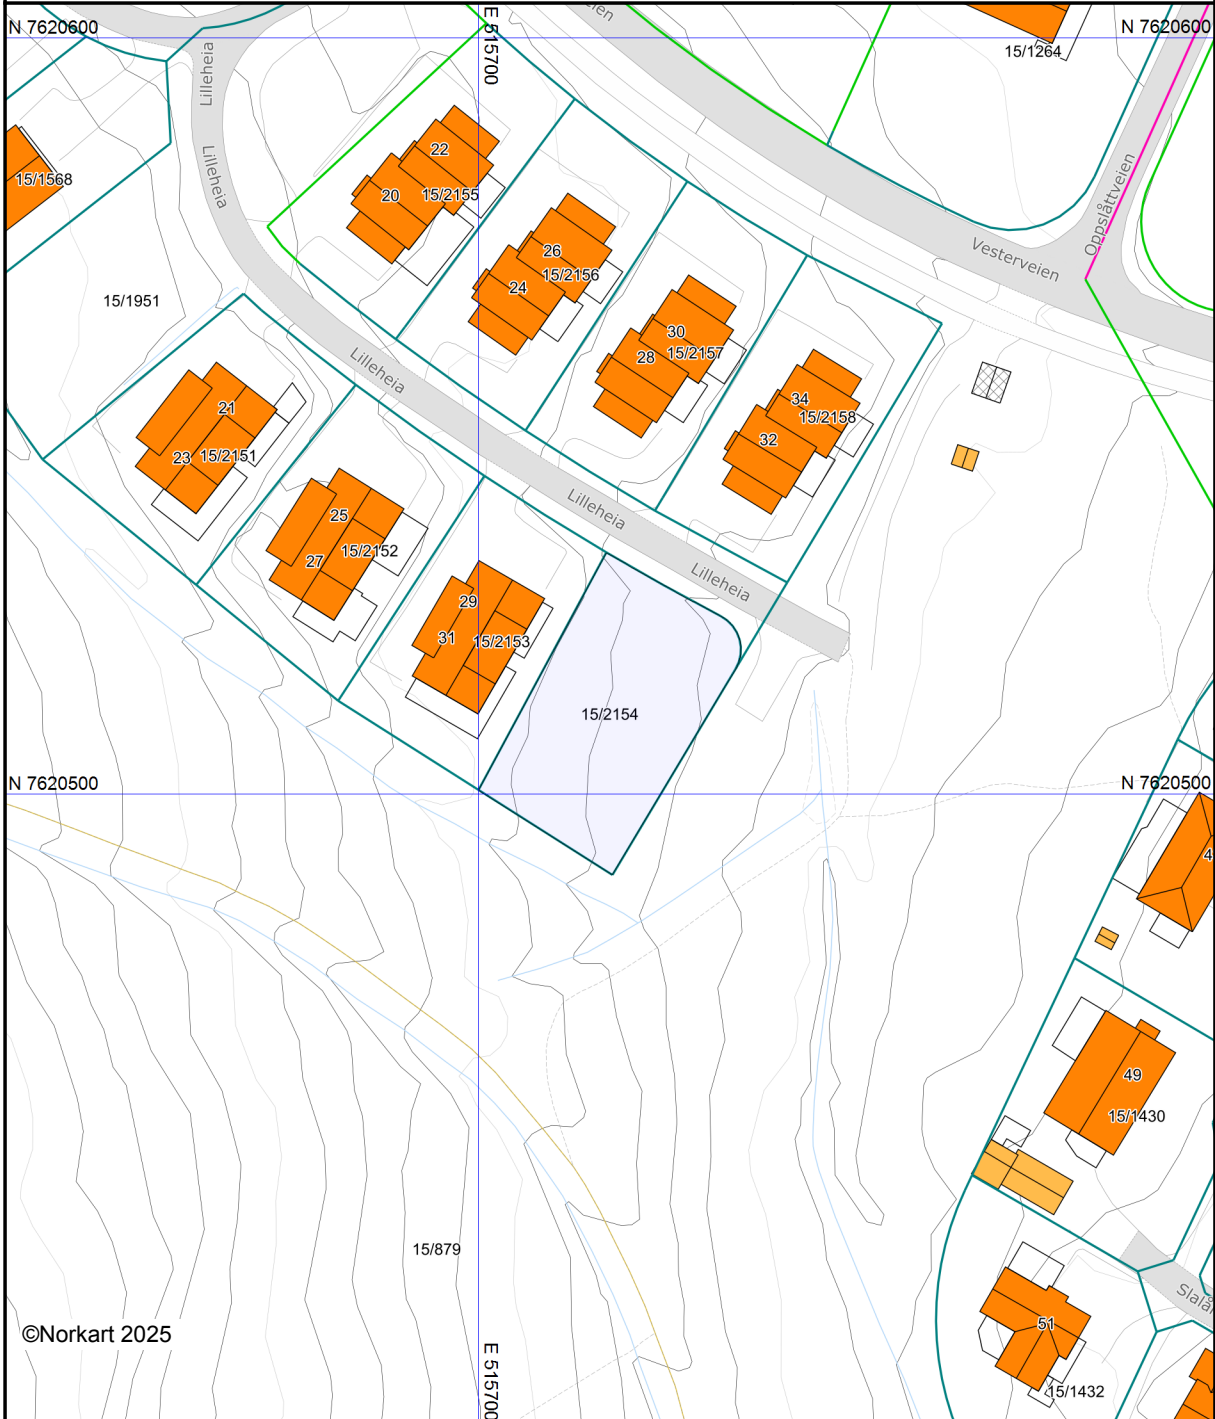 N 7620600
E 515700
N 7620600
15/1264
Lilleheia
Lilleheia
15/1568
22
20
15/2155
Vesterveien
Oppslåttveien
26
15/2156
24
15/1951
30
15/2157
28
Lilleheia
34
15/2158
32
21
23
15/2151
Lilleheia
25
15/2152
27
Lilleheia
29
31
15/2153
15/2154
N 7620500
N 7620500
49
15/1430
15/879
51
15/1432
E 515700
©Norkart 2025